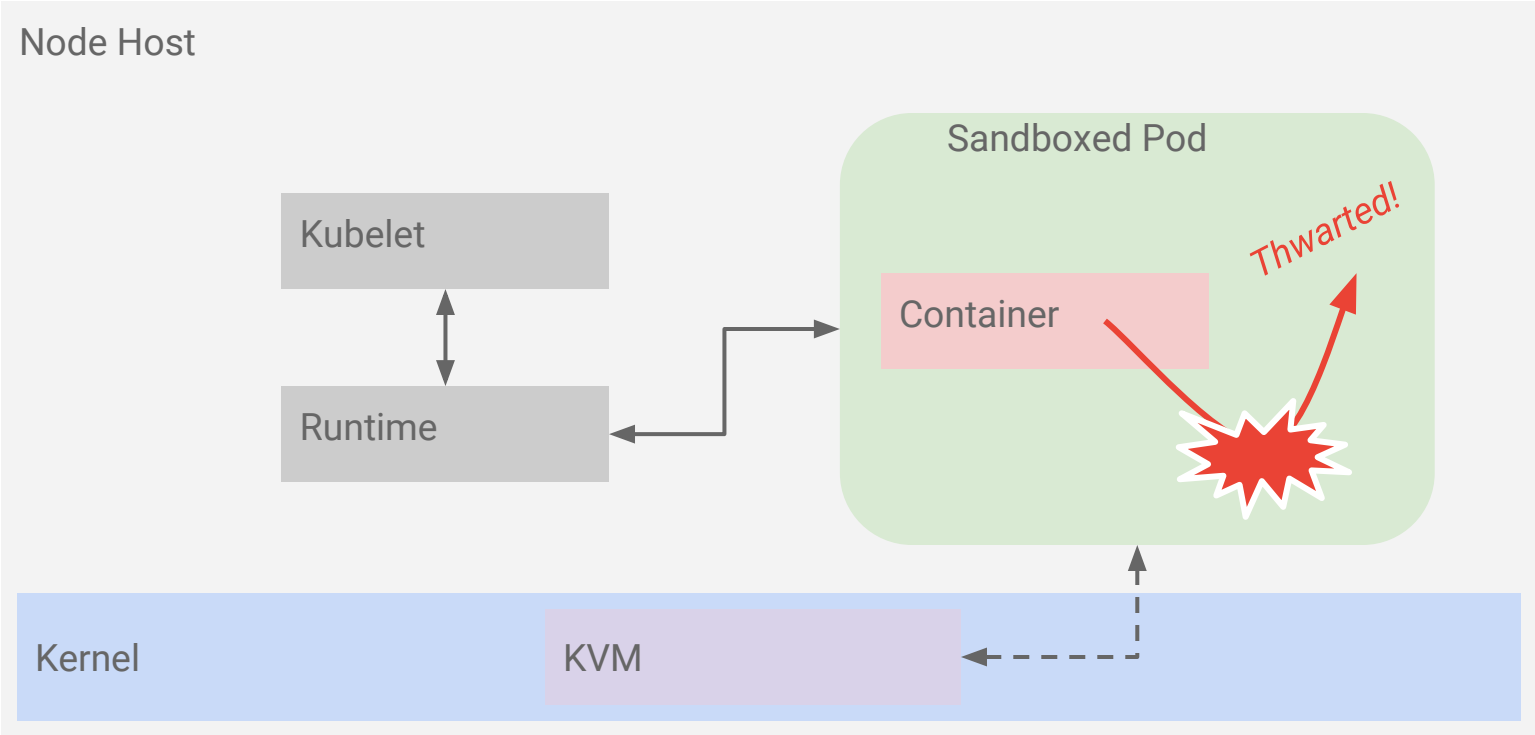 Node Host
Sandboxed Pod
Thwarted!
Kubelet
Container
Runtime
Kernel
KVM